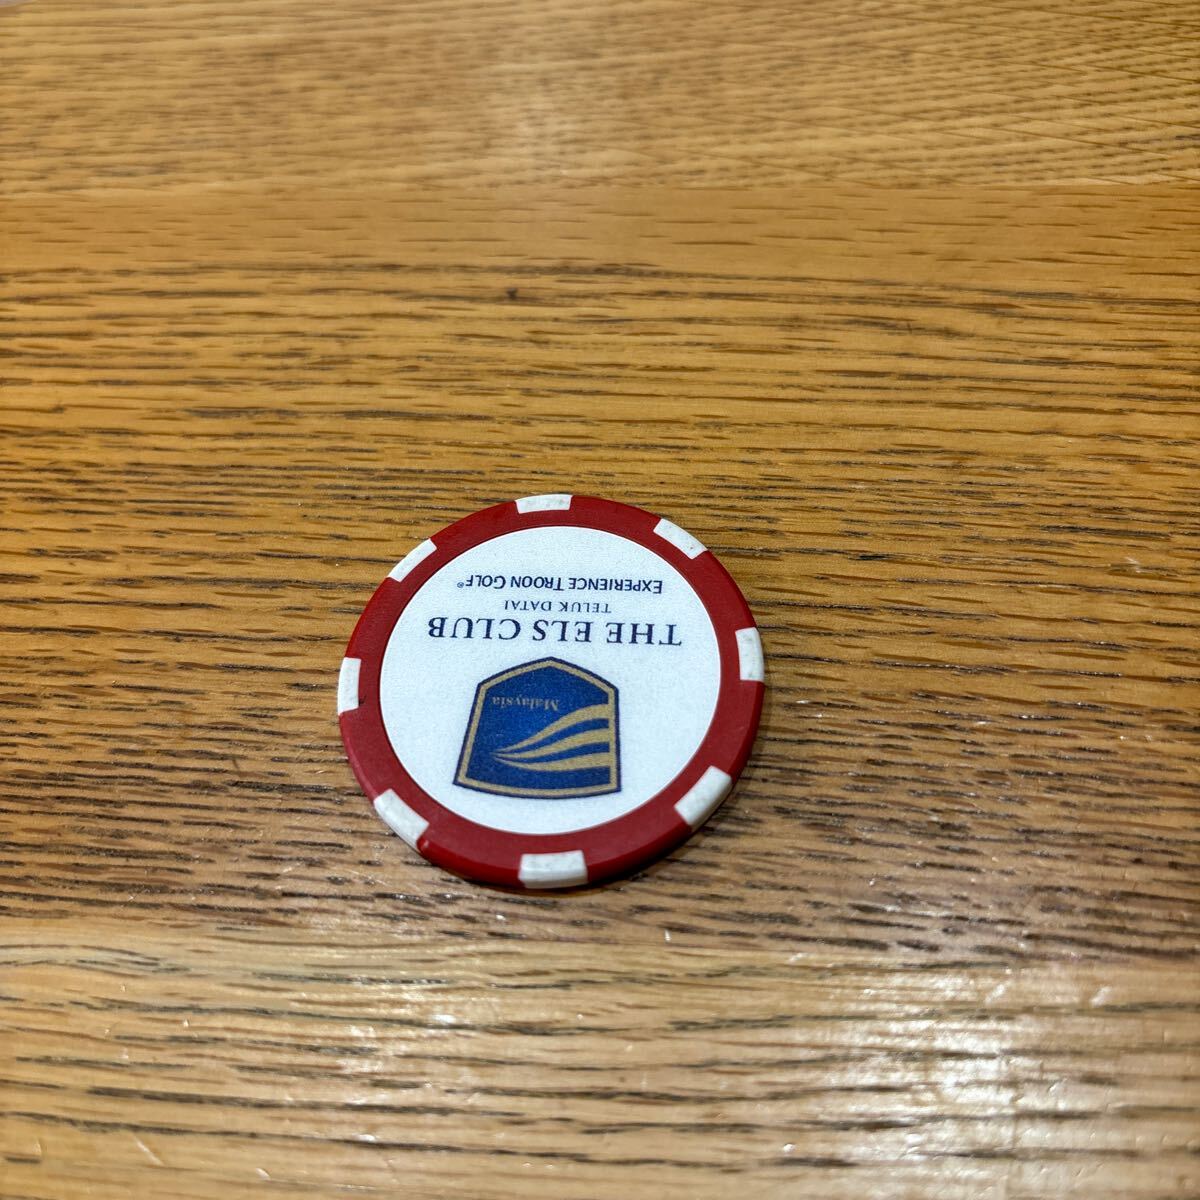 Malaysia
THE ELS CLUB
TELUK DATAI
EXPERIENCE TROON GOLF®